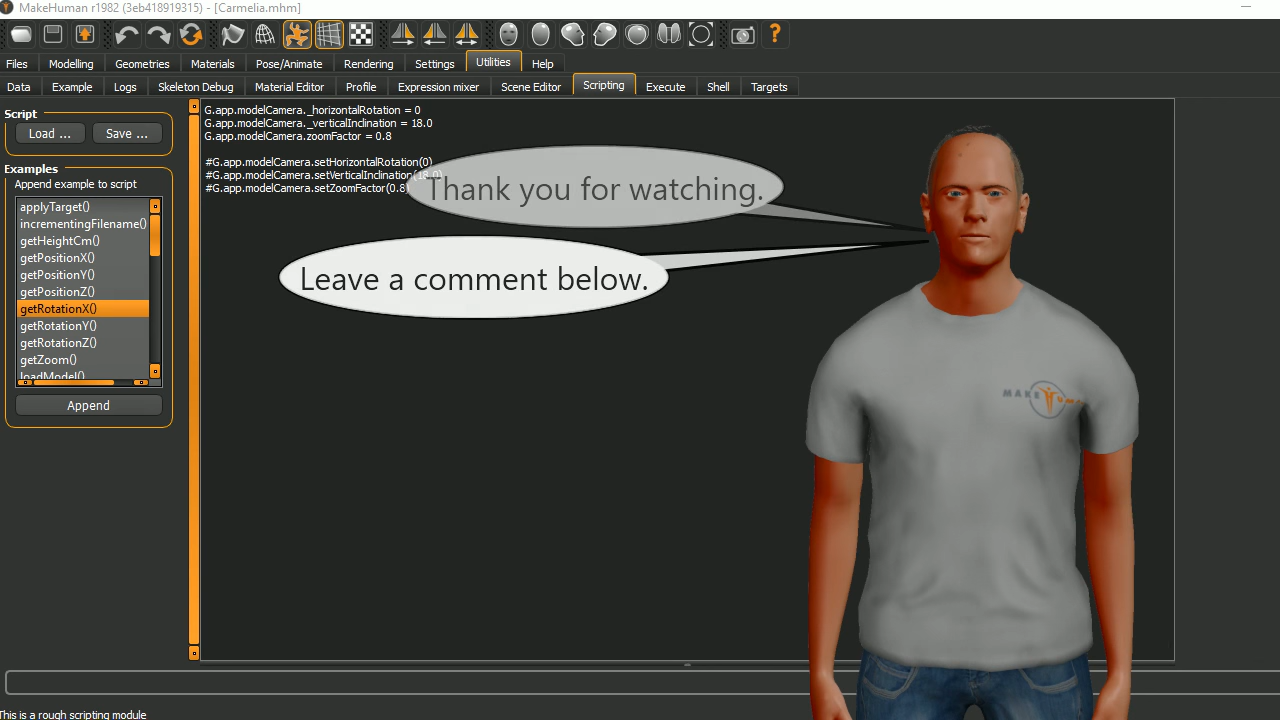 MakeHuman r1982 (3eb418919315) - [Carmelia.mhm]
Files Modelling Geometries Materials Pose/Animate Rendering Settings Utilities Help
Data Example Logs Skeleton Debug Material Editor Profile Expression mixer Scene Editor Scripting Execute Shell Targets
Script
Load ... Save ...
Examples
Append example to script
applyTarget()
incrementingFilename()
getHeightCm()
getPositionX()
getPositionY()
getPositionZ()
getRotationX()
getRotationY()
getRotationZ()
getZoom()
loadModel()
Append
G.app.modelCamera._horizontalRotation = 0
G.app.modelCamera._verticalInclination = 18.0
G.app.modelCamera.zoomFactor = 0.8
#G.app.modelCamera.setHorizontalRotation(0)
#G.app.modelCamera.setVerticalInclination(18.0)
#G.app.modelCamera.setZoomFactor(0.8)
Thank you for watching.
Leave a comment below.
MAKE
This is a rough scripting module